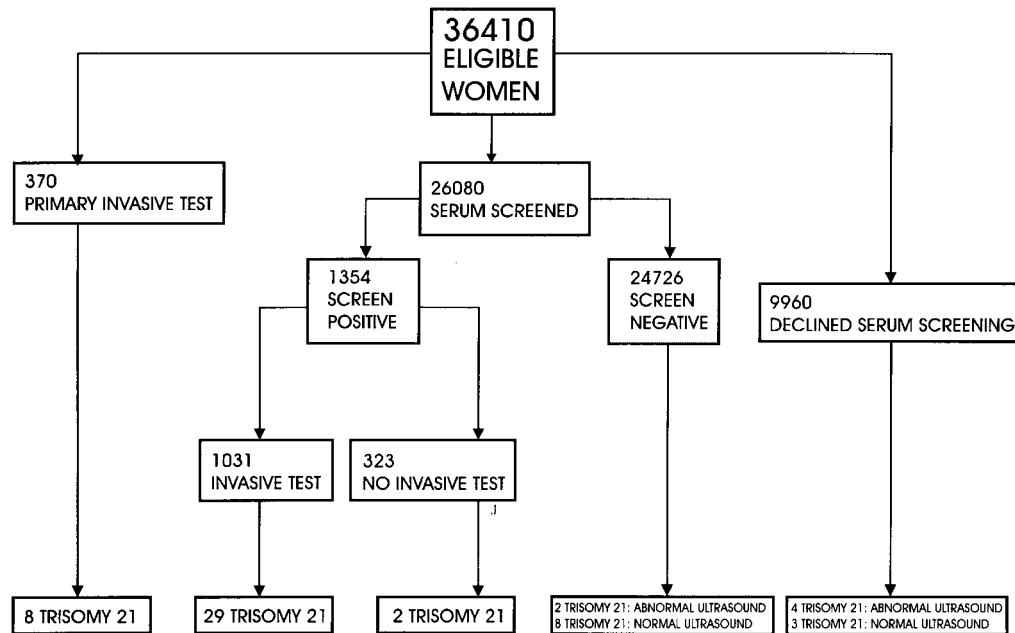 36410
ELIGIBLE
WOMEN
370
PRIMARY INVASIVE TEST
26080
SERUM SCREENED
1354
SCREEN
POSITIVE
24726
SCREEN
NEGATIVE
9960
DECLINED SERUM SCREENING
1031
INVASIVE TEST
323
NO INVASIVE TEST
8 TRISOMY 21
29 TRISOMY 21
2 TRISOMY 21
2 TRISOMY 21: ABNORMAL ULTRASOUND
8 TRISOMY 21: NORMAL ULTRASOUND
4 TRISOMY 21: ABNORMAL ULTRASOUND
3 TRISOMY 21: NORMAL ULTRASOUND